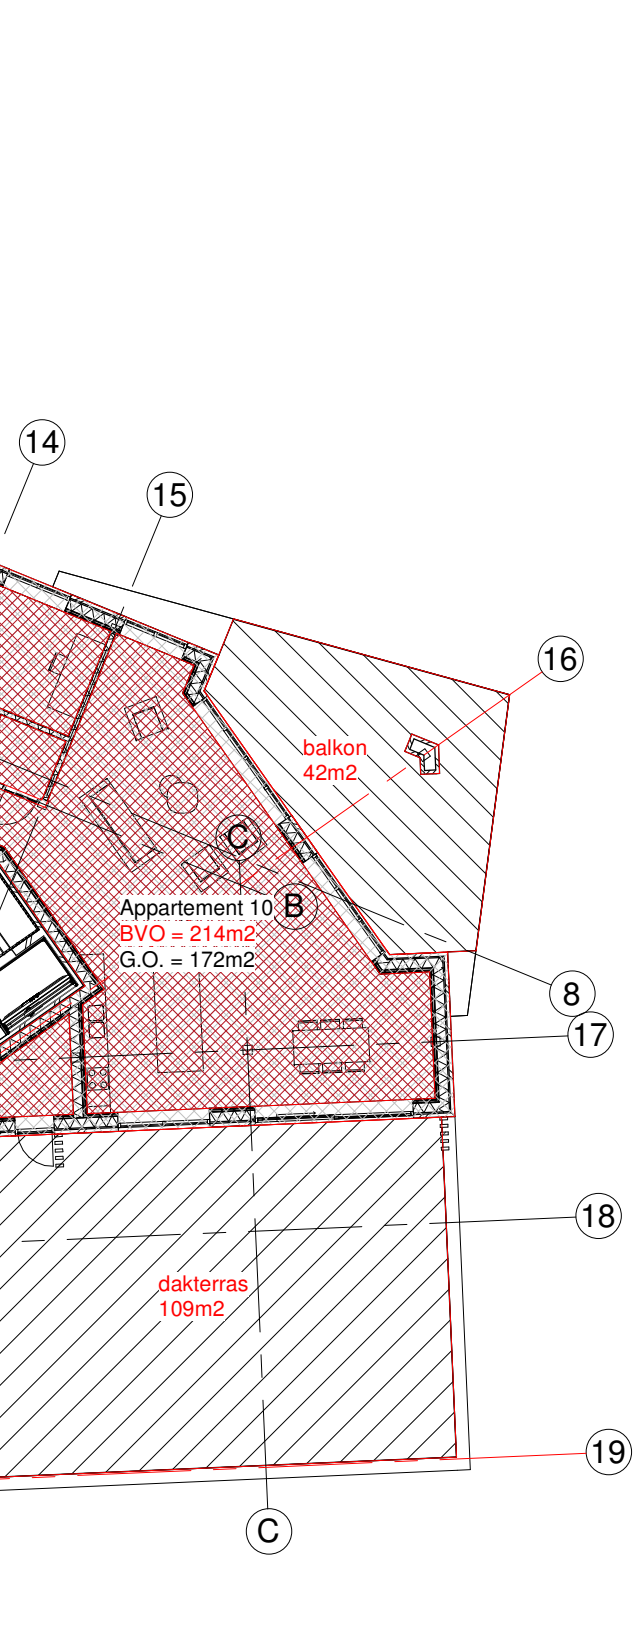 14
15
16
balkon
42m2
C
Appartement 10
B
BVO = 214m2
G.O. = 172m2
8
17
18
dakterras
109m2
19
C